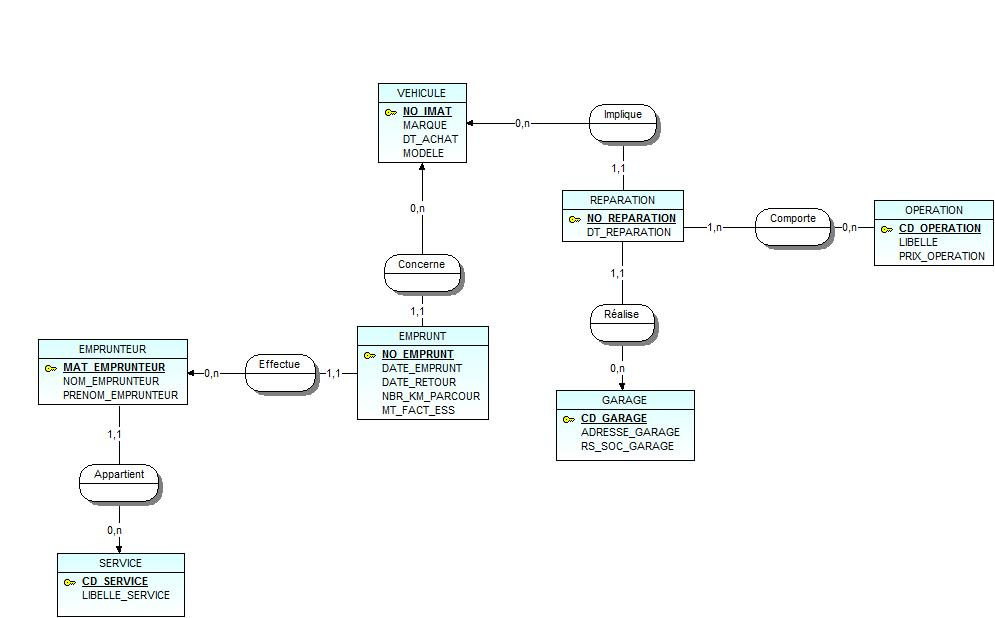 VEHICULE
NO_IMAT
MARQUE
DT_ACHAT
MODELE
0,n
Implique
1,1
REPARATION
NO_REPARATION
DT_REPARATION
1,n
Comporte
0,n
OPERATION
CD_OPERATION
LIBELLE
PRIX_OPERATION
0,n
Concerne
1,1
1,1
Réalise
0,n
EMPRUNTEUR
MAT_EMPRUNTEUR
NOM_EMPRUNTEUR
PRENOM_EMPRUNTEUR
0,n
Effectue
1,1
EMPRUNT
NO_EMPRUNT
DATE_EMPRUNT
DATE_RETOUR
NBR_KM_PARCOUR
MT_FACT_ESS
GARAGE
CD_GARAGE
ADRESSE_GARAGE
RS_SOC_GARAGE
1,1
Appartient
0,n
SERVICE
CD_SERVICE
LIBELLE_SERVICE